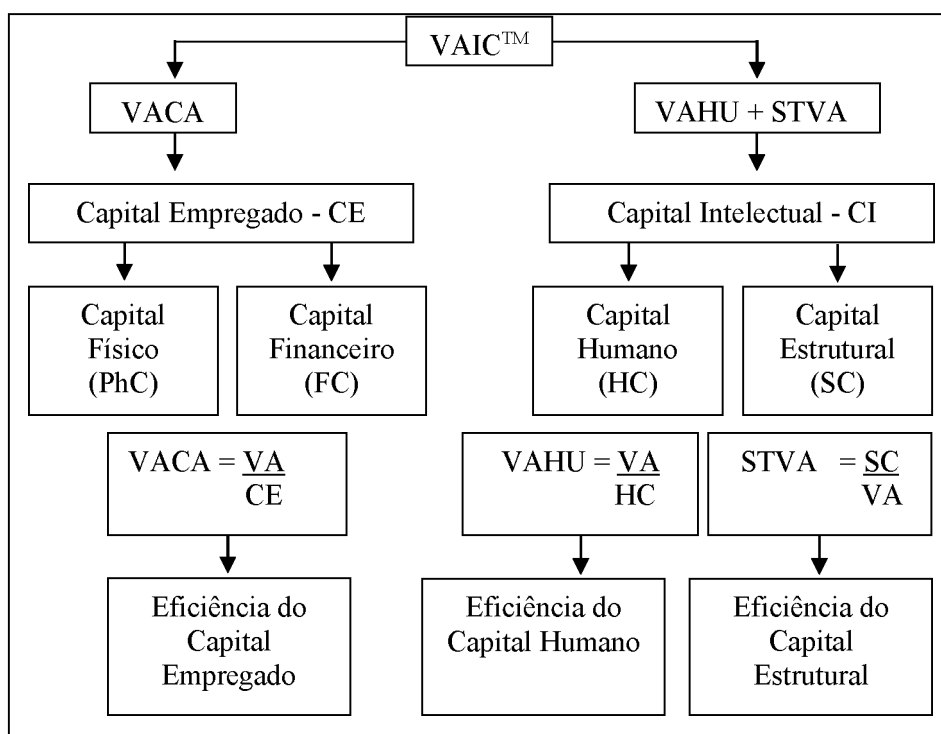 VAIC™
VACA
VAHU + STVA
Capital Empregado - CE
Capital Intelectual - CI
Capital
Físico
(PhC)
Capital
Financeiro
(FC)
Capital
Humano
(HC)
Capital
Estrutural
(SC)
VACA = VA
CE
VAHU = VA
HC
STVA = SC
VA
Eficiência do
Capital
Empregado
Eficiência do
Capital Humano
Eficiência do
Capital
Estrutural